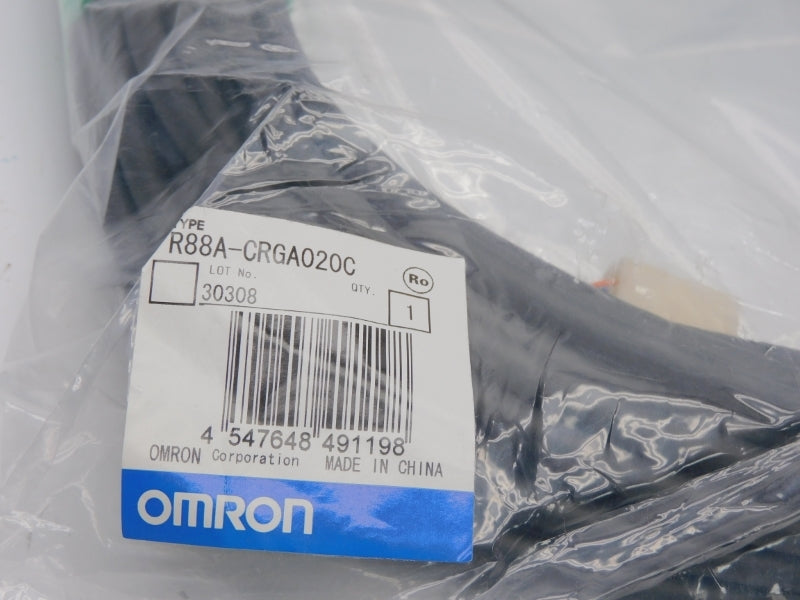 TYPE
R88A-CRGA020C
LOT No.
30308
QTY.
1
Ro
4 547648 491198
OMRON Corporation MADE IN CHINA
OMRON